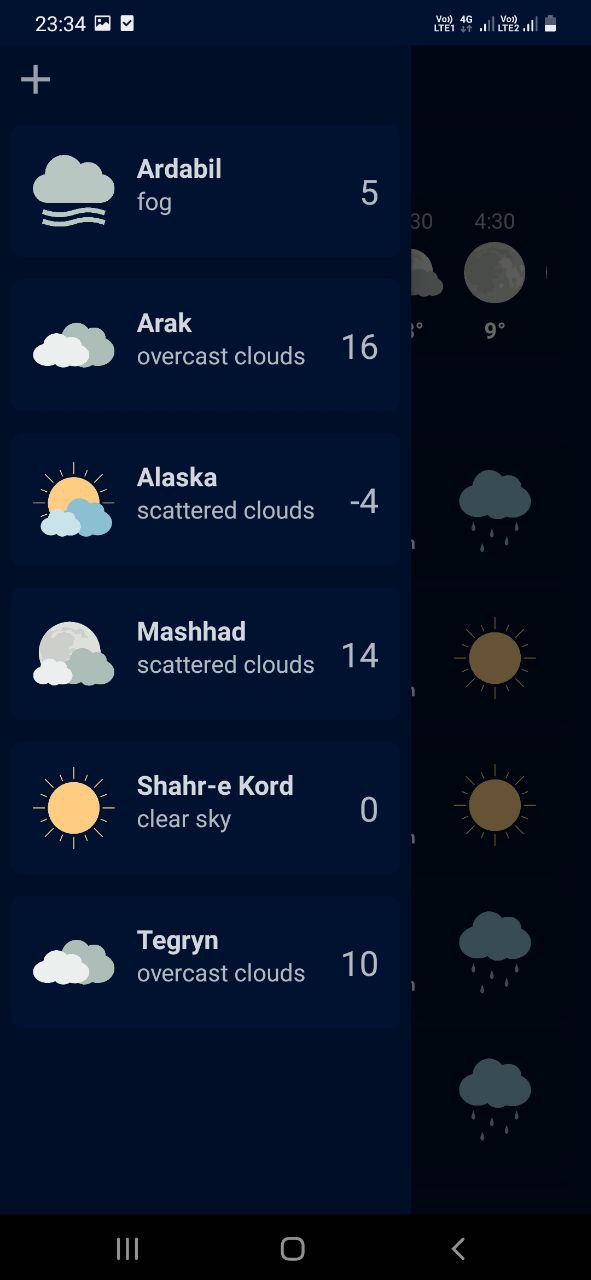 23:34
Vo)) 4G Vo))
LTE1 LTE2
Ardabil
fog
5
30 4:30
9°
Arak
overcast clouds
16
Alaska
scattered clouds
-4
Mashhad
scattered clouds
14
Shahr-e Kord
clear sky
0
Tegryn
overcast clouds
10